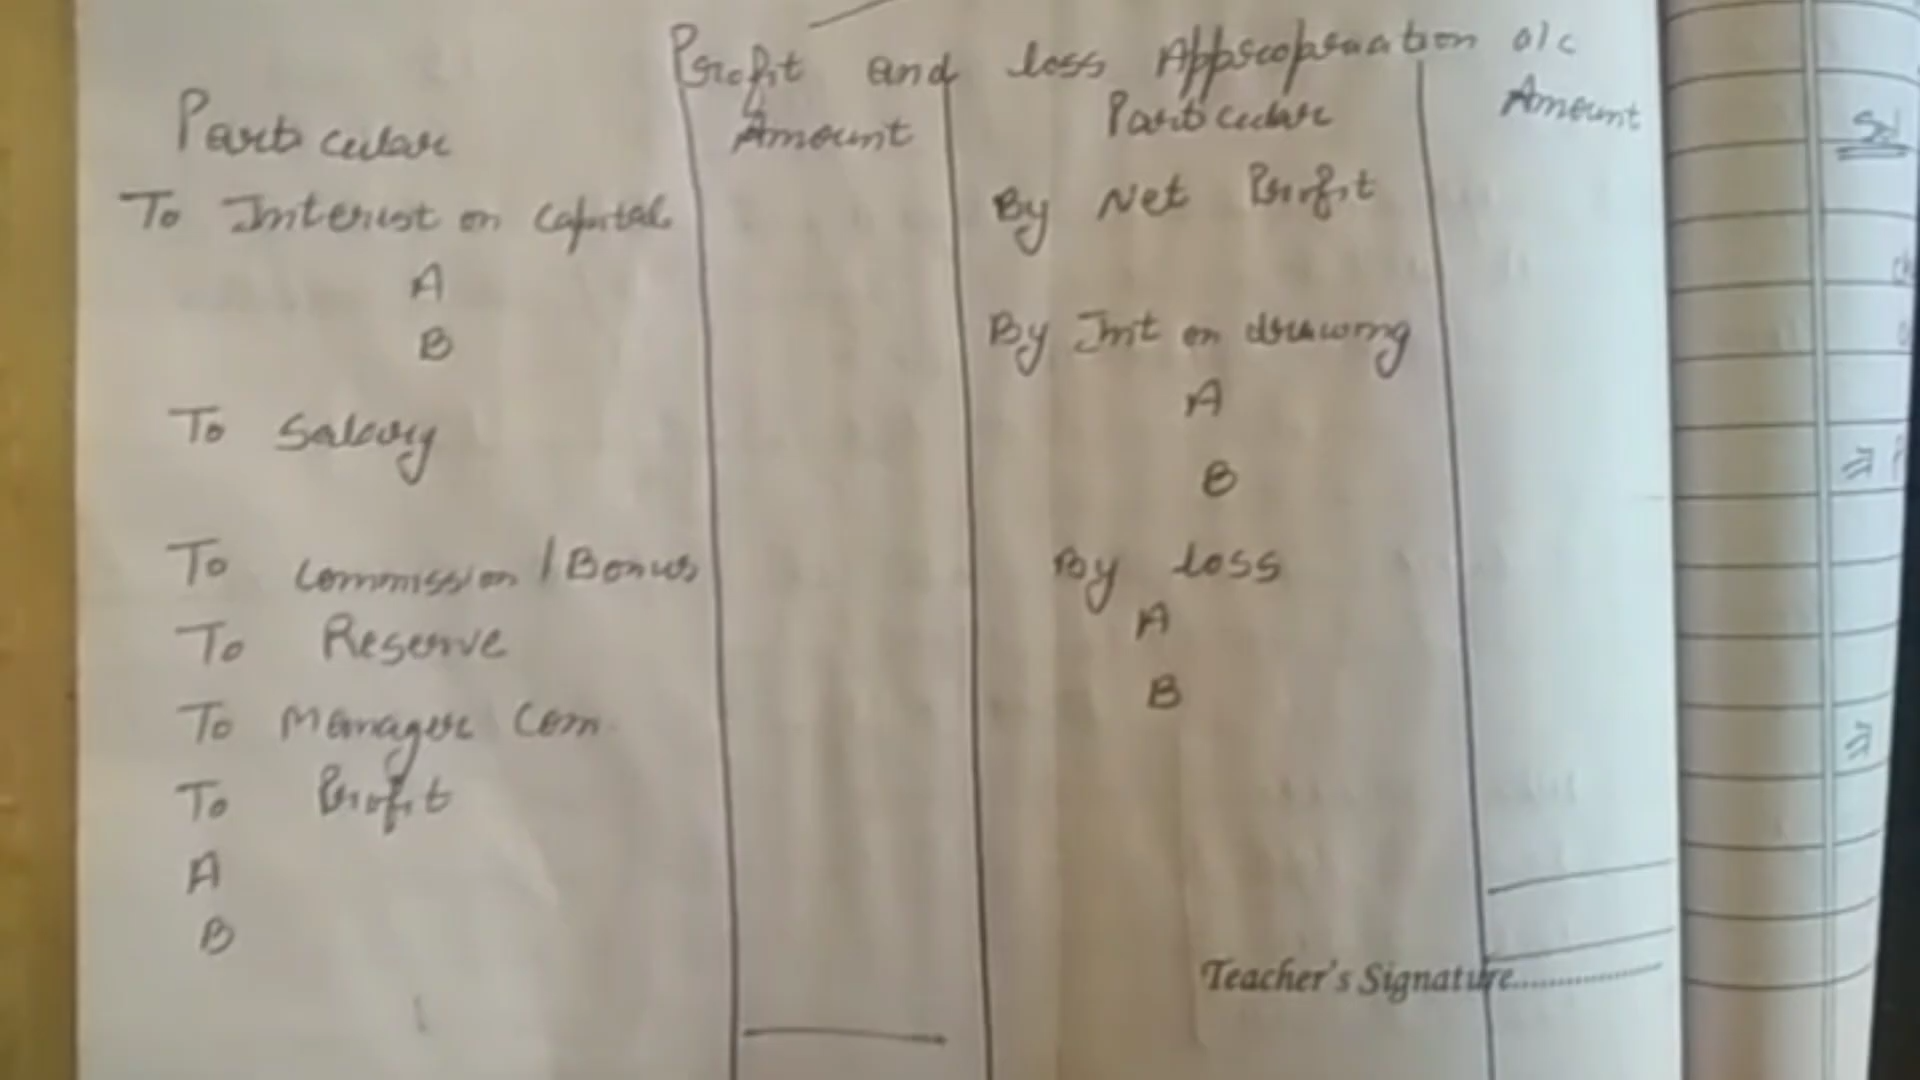 Profit and loss Appropriation a/c
Particular Amount Particular Amount
To Interest on Capital
A
B
To Salary
To Commission / Bonus
To Reserve
To Manager Com.
To Profit
A
B
By Net Profit
By Int on drawing
A
B
By loss
A
B
Teacher's Signature..............
Sol